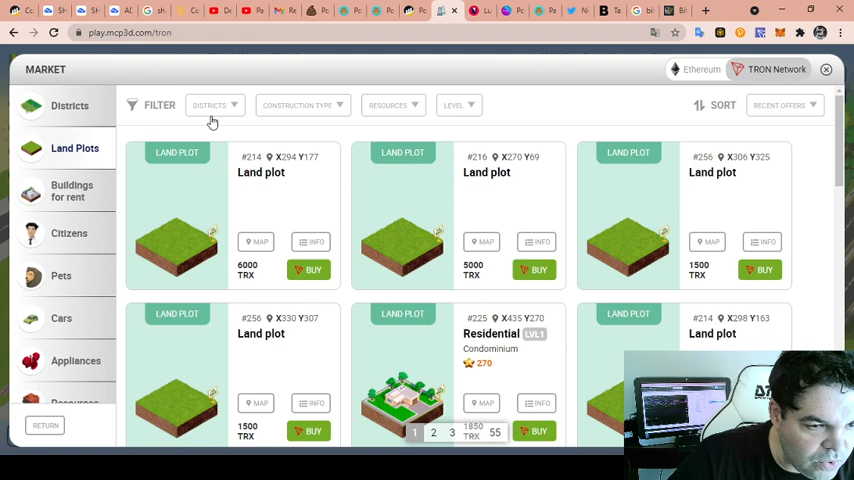 play.mcp3d.com/tron
MARKET
Ethereum
TRON Network
Districts
Land Plots
Buildings
for rent
Citizens
Pets
Cars
Appliances
RETURN
FILTER
DISTRICTS
CONSTRUCTION TYPE
RESOURCES
LEVEL
SORT
RECENT OFFERS
LAND PLOT
#214 X294 Y177
Land plot
MAP
INFO
6000
TRX
BUY
LAND PLOT
#216 X270 Y69
Land plot
MAP
INFO
5000
TRX
BUY
LAND PLOT
#256 X306 Y325
Land plot
MAP
INFO
1500
TRX
BUY
LAND PLOT
#256 X330 Y307
Land plot
MAP
INFO
1500
TRX
BUY
LAND PLOT
#225 X435 Y270
Residential LVL1
Condominium
270
MAP
INFO
1850
TRX
BUY
LAND PLOT
#214 X298 Y163
Land plot
1 2 3 55